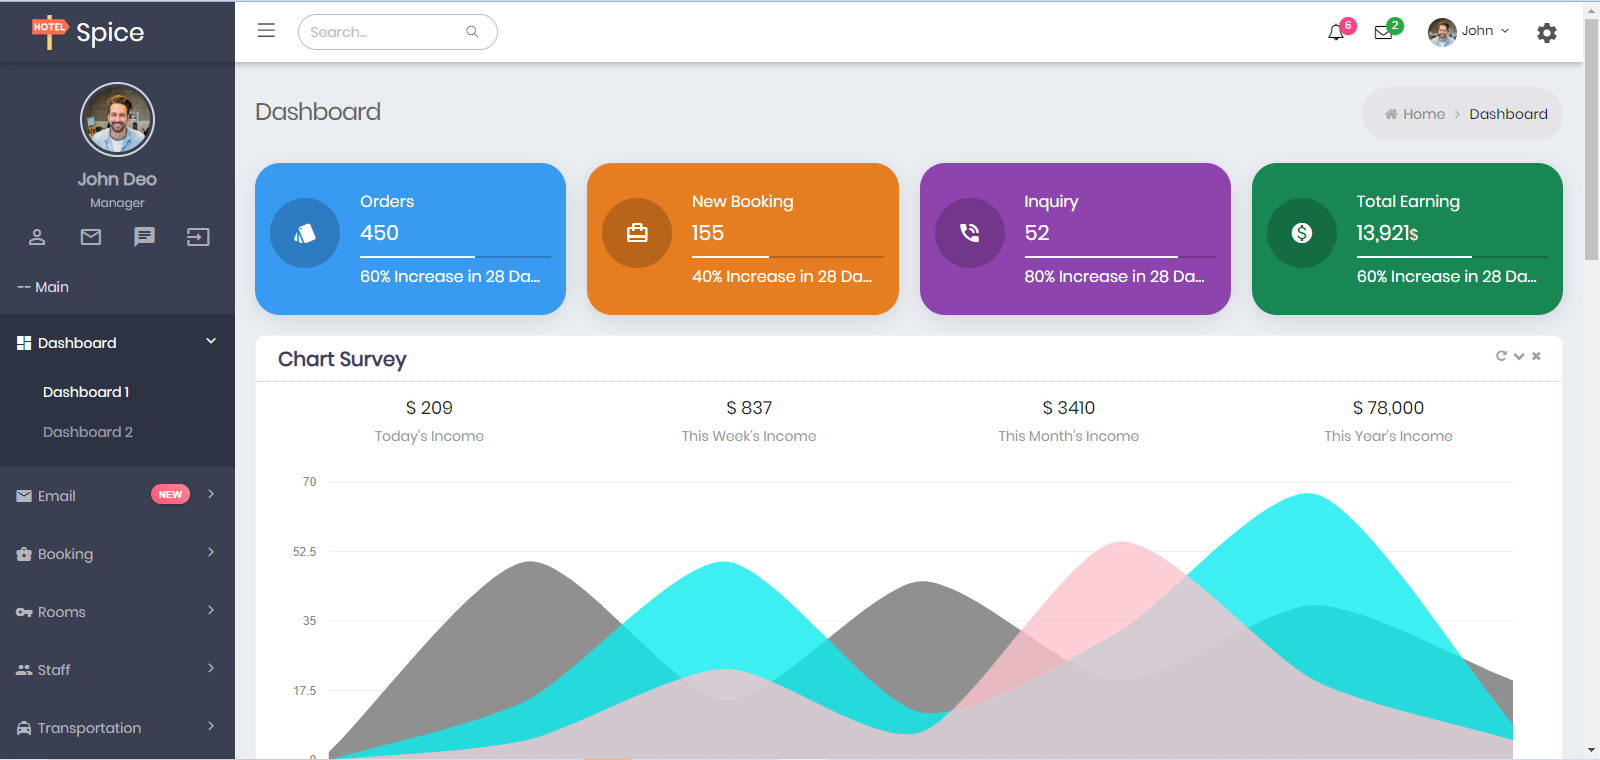 HOTEL
Spice
Search...
6
2
John
John Deo
Manager
-- Main
Dashboard
Dashboard 1
Dashboard 2
Email
NEW
Booking
Rooms
Staff
Transportation
Dashboard
Home
Dashboard
Orders
450
60% Increase in 28 Da...
New Booking
155
40% Increase in 28 Da...
Inquiry
52
80% Increase in 28 Da...
Total Earning
13,921$
60% Increase in 28 Da...
Chart Survey
$ 209
Today's Income
$ 837
This Week's Income
$ 3410
This Month's Income
$ 78,000
This Year's Income
70
52.5
35
17.5
0